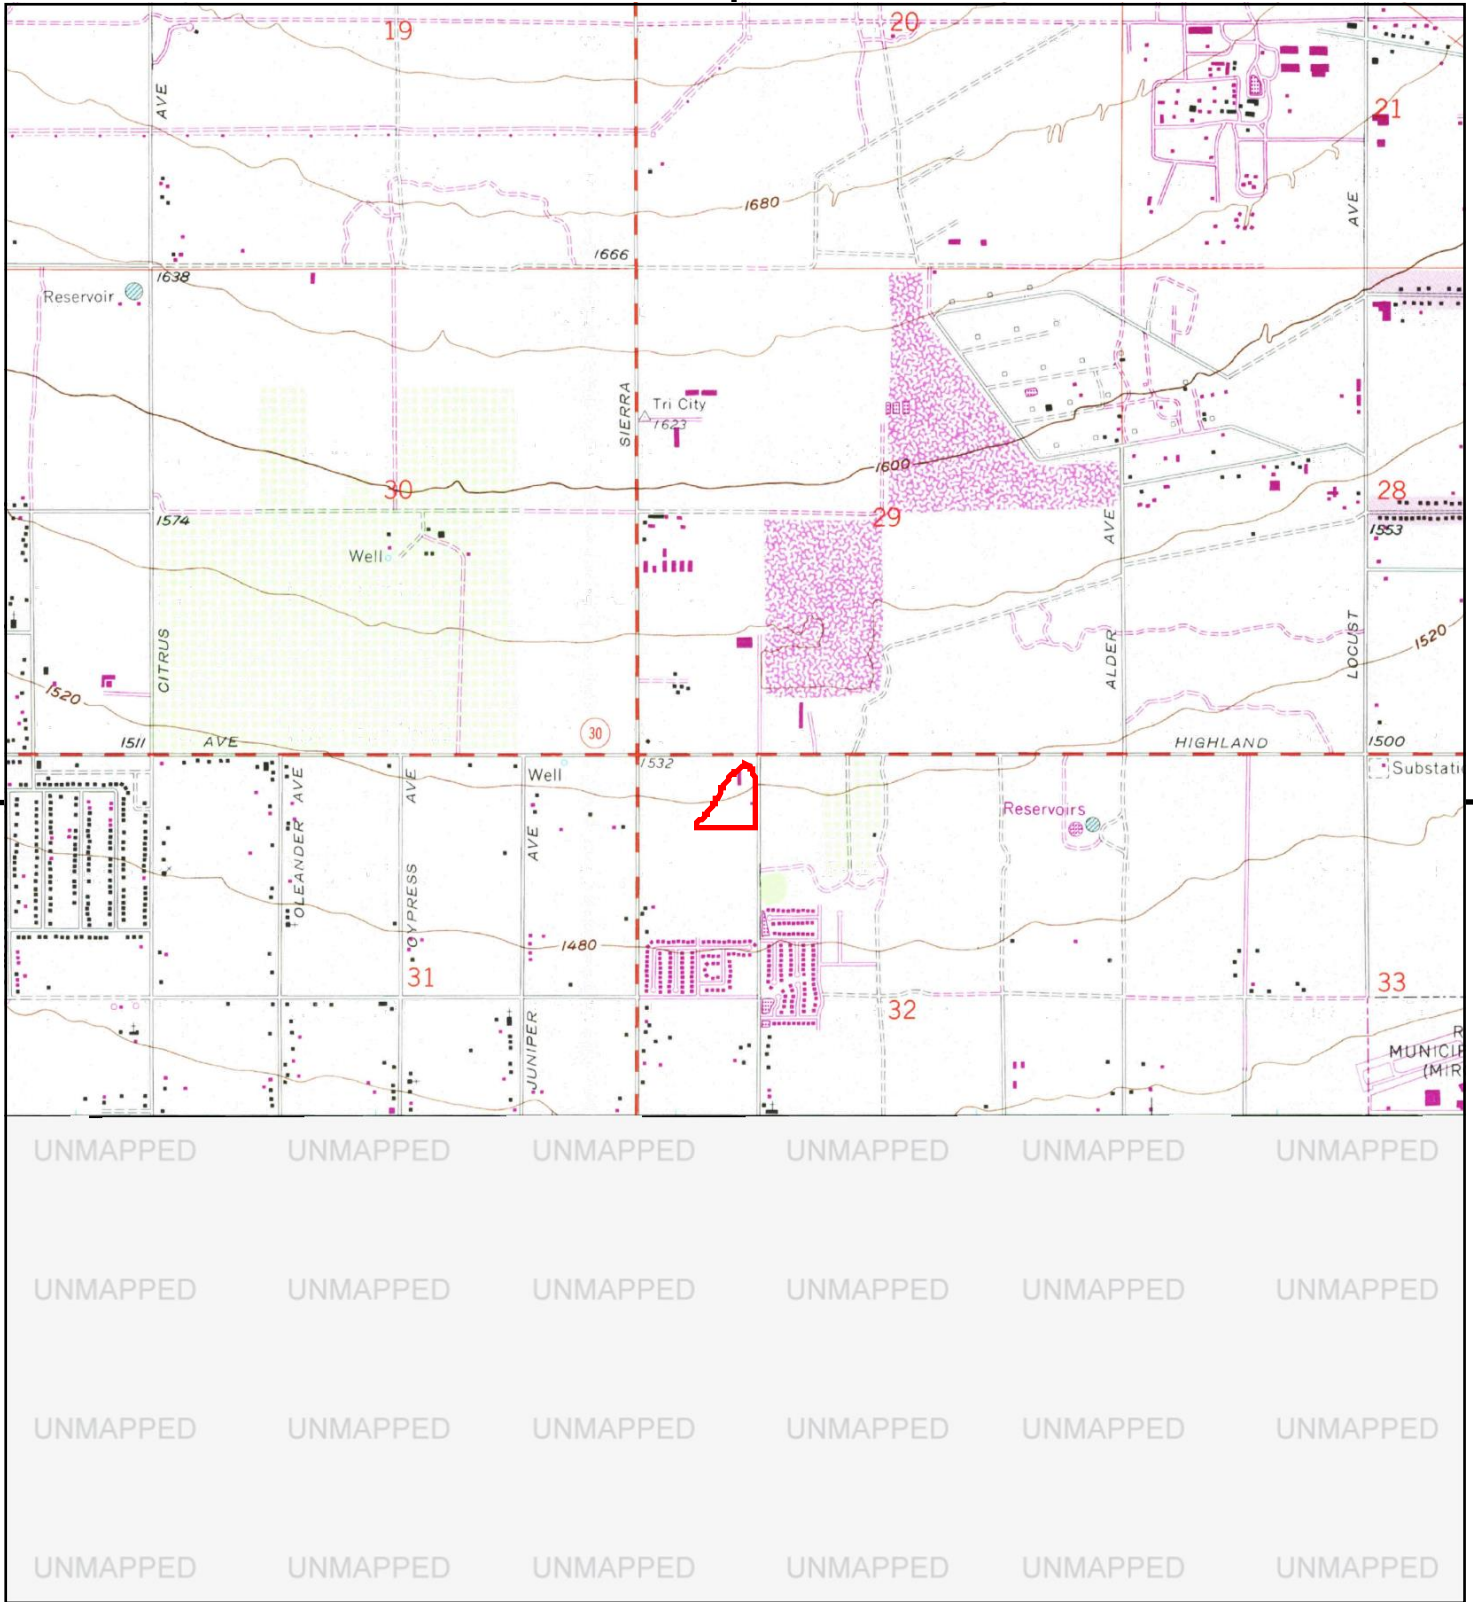 19
20
21
AVE
AVE
1680
1666
1638
Reservoir
SIERRA
Tri City
1623
1600
30
28
1574
29
1553
Well
AVE
CITRUS
ALDER
LOCUST
1520
1520
1511
AVE
30
HIGHLAND
1500
1532
Well
Substati
OLEANDER AVE
CYPRESS AVE
JUNIPER AVE
Reservoirs
1480
31
32
33
R
MUNICIP
(MIR
UNMAPPED UNMAPPED UNMAPPED UNMAPPED UNMAPPED UNMAPPED
UNMAPPED UNMAPPED UNMAPPED UNMAPPED UNMAPPED UNMAPPED
UNMAPPED UNMAPPED UNMAPPED UNMAPPED UNMAPPED UNMAPPED
UNMAPPED UNMAPPED UNMAPPED UNMAPPED UNMAPPED UNMAPPED